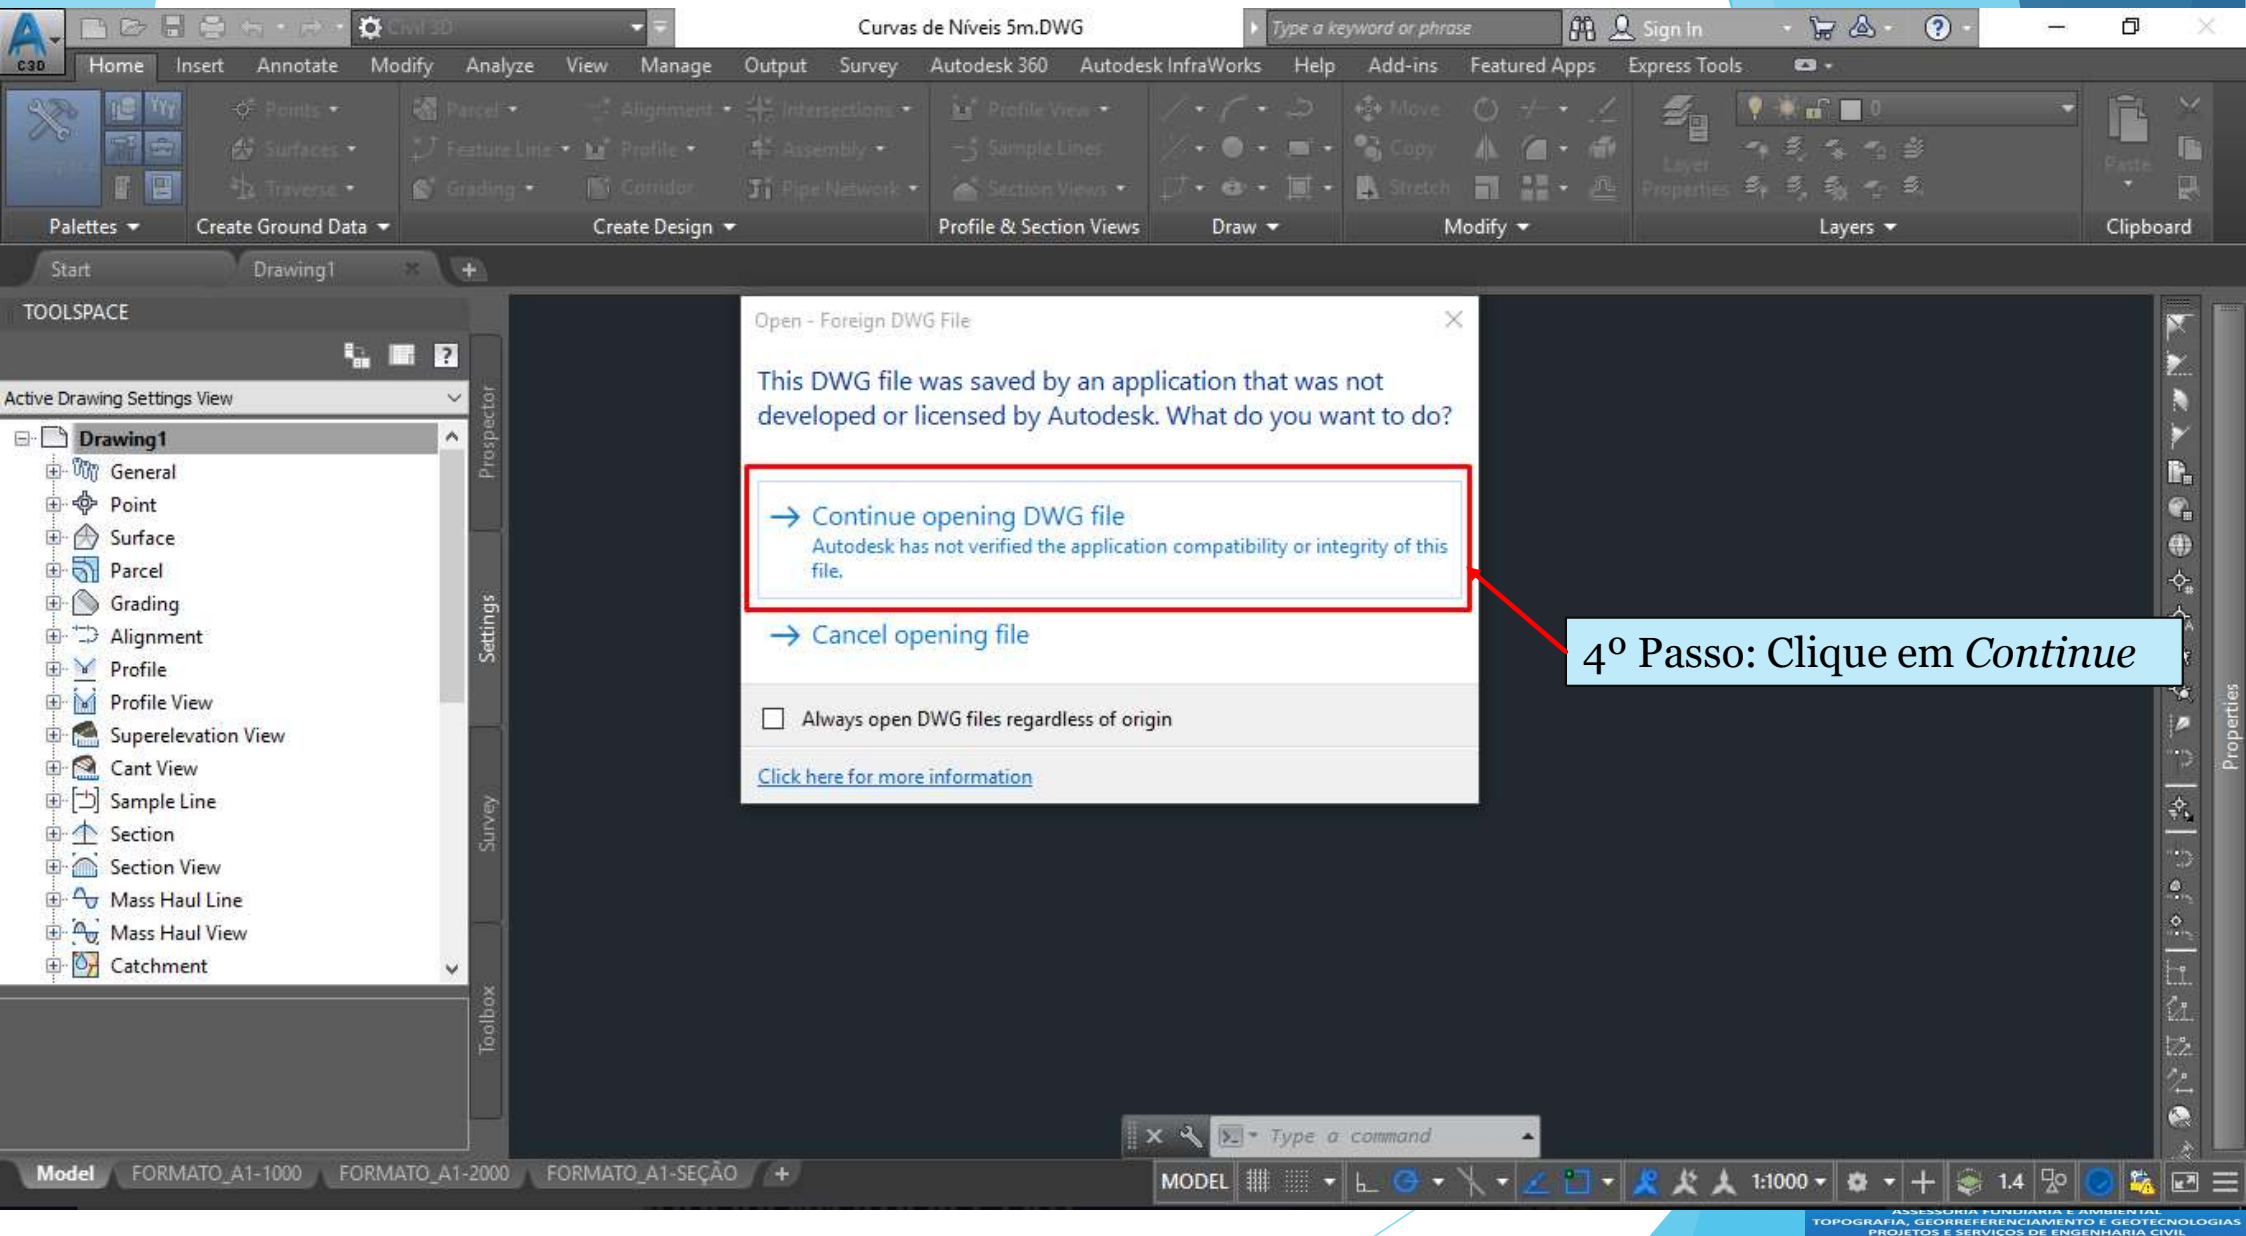 Civil 3D
Curvas de Níveis 5m.DWG
Type a keyword or phrase
Sign In
C3D
Home Insert Annotate Modify Analyze View Manage Output Survey Autodesk 360 Autodesk InfraWorks Help Add-ins Featured Apps Express Tools
Points Parcel Alignment Intersections Profile View Move 0
Surfaces Feature Line Profile Assembly Sample Lines Copy
Traverse Grading Corridor Pipe Network Section Views Stretch
Layer
Properties
Paste
Palettes Create Ground Data Create Design Profile & Section Views Draw Modify Layers Clipboard
Start Drawing1
TOOLSPACE
Active Drawing Settings View
Drawing1
General
Point
Surface
Parcel
Grading
Alignment
Profile
Profile View
Superelevation View
Cant View
Sample Line
Section
Section View
Mass Haul Line
Mass Haul View
Catchment
Prospector
Settings
Survey
Toolbox
Open - Foreign DWG File
This DWG file was saved by an application that was not
developed or licensed by Autodesk. What do you want to do?
Continue opening DWG file
Autodesk has not verified the application compatibility or integrity of this
file.
Cancel opening file
Always open DWG files regardless of origin
Click here for more information
4º Passo: Clique em Continue
Properties
Type a command
Model FORMATO_A1-1000 FORMATO_A1-2000 FORMATO_A1-SEÇÃO
MODEL 1:1000 1.4
ASSESSORIA FUNDIÁRIA E AMBIENTAL
TOPOGRAFIA, GEORREFERENCIAMENTO E GEOTECNOLOGIAS
PROJETOS E SERVIÇOS DE ENGENHARIA CIVIL